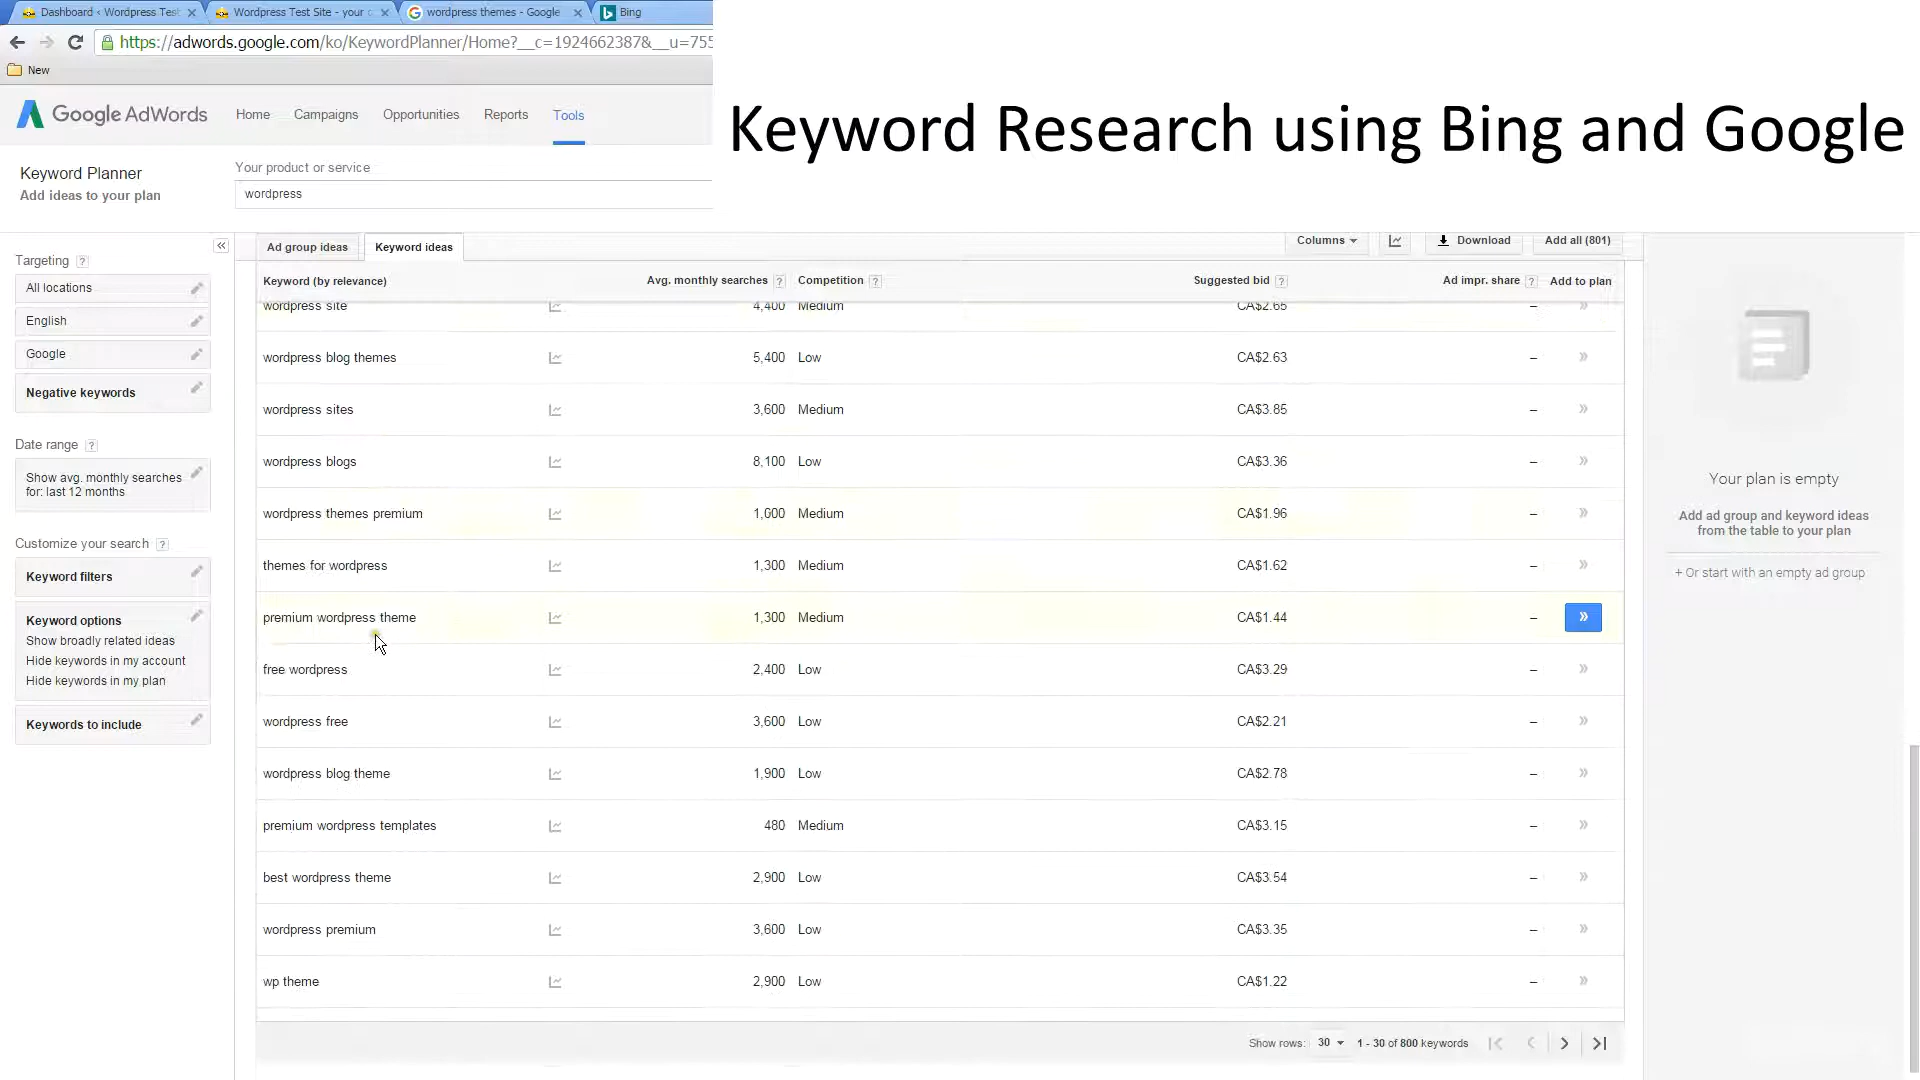 Dashboard ‹ Wordpress Test
Wordpress Test Site - your c
wordpress themes - Google
Bing
https://adwords.google.com/ko/KeywordPlanner/Home?__c=1924662387&__u=755
New
Keyword Research using Bing and Google
Google AdWords
Home
Campaigns
Opportunities
Reports
Tools
Keyword Planner
Add ideas to your plan
Your product or service
wordpress
Targeting ?
All locations
English
Google
Negative keywords
Date range ?
Show avg. monthly searches
for: last 12 months
Customize your search ?
Keyword filters
Keyword options
Show broadly related ideas
Hide keywords in my account
Hide keywords in my plan
Keywords to include
Ad group ideas
Keyword ideas
Columns
Download
Add all (801)
Keyword (by relevance) Avg. monthly searches ? Competition ? Suggested bid ? Ad impr. share ? Add to plan
wordpress site 4,400 Medium CA$2.65 – »
wordpress blog themes 5,400 Low CA$2.63 – »
wordpress sites 3,600 Medium CA$3.85 – »
wordpress blogs 8,100 Low CA$3.36 – »
wordpress themes premium 1,000 Medium CA$1.96 – »
themes for wordpress 1,300 Medium CA$1.62 – »
premium wordpress theme 1,300 Medium CA$1.44 – »
free wordpress 2,400 Low CA$3.29 – »
wordpress free 3,600 Low CA$2.21 – »
wordpress blog theme 1,900 Low CA$2.78 – »
premium wordpress templates 480 Medium CA$3.15 – »
best wordpress theme 2,900 Low CA$3.54 – »
wordpress premium 3,600 Low CA$3.35 – »
wp theme 2,900 Low CA$1.22 – »
Show rows: 30 1 - 30 of 800 keywords
Your plan is empty
Add ad group and keyword ideas
from the table to your plan
+ Or start with an empty ad group